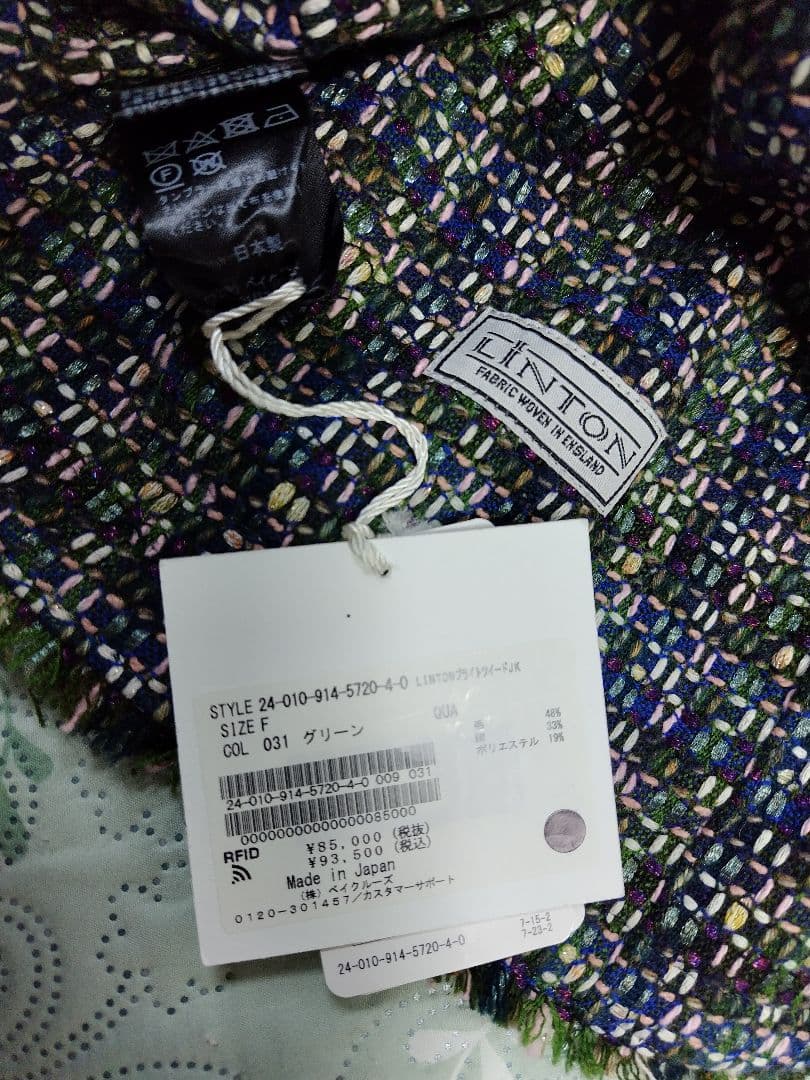 F
日本製
LINTON
FABRIC WOVEN IN ENGLAND
STYLE 24-010-914-5720-4-0 LINTONブライトツイードJK
SIZE F
COL 031 グリーン
QUA
48%
33%
ポリエステル 19%
24-010-914-5720-4-0 009 031
RFID
¥85,000 (税抜)
¥93,500 (税込)
Made in Japan
(株) ベイクルーズ
0120-301457/カスタマーサポート
7-15-2
7-23-2
24-010-914-5720-4-0